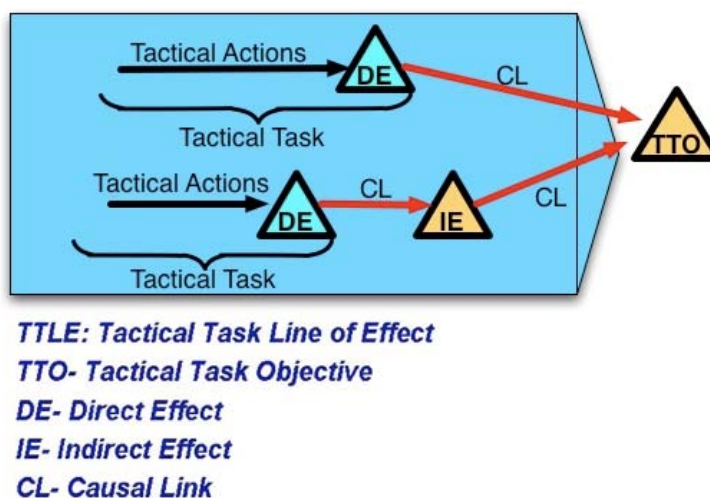 Tactical Actions
DE
CL
Tactical Task
TTO
Tactical Actions
DE
CL
IE
CL
Tactical Task
TTLE: Tactical Task Line of Effect
TTO- Tactical Task Objective
DE- Direct Effect
IE- Indirect Effect
CL- Causal Link